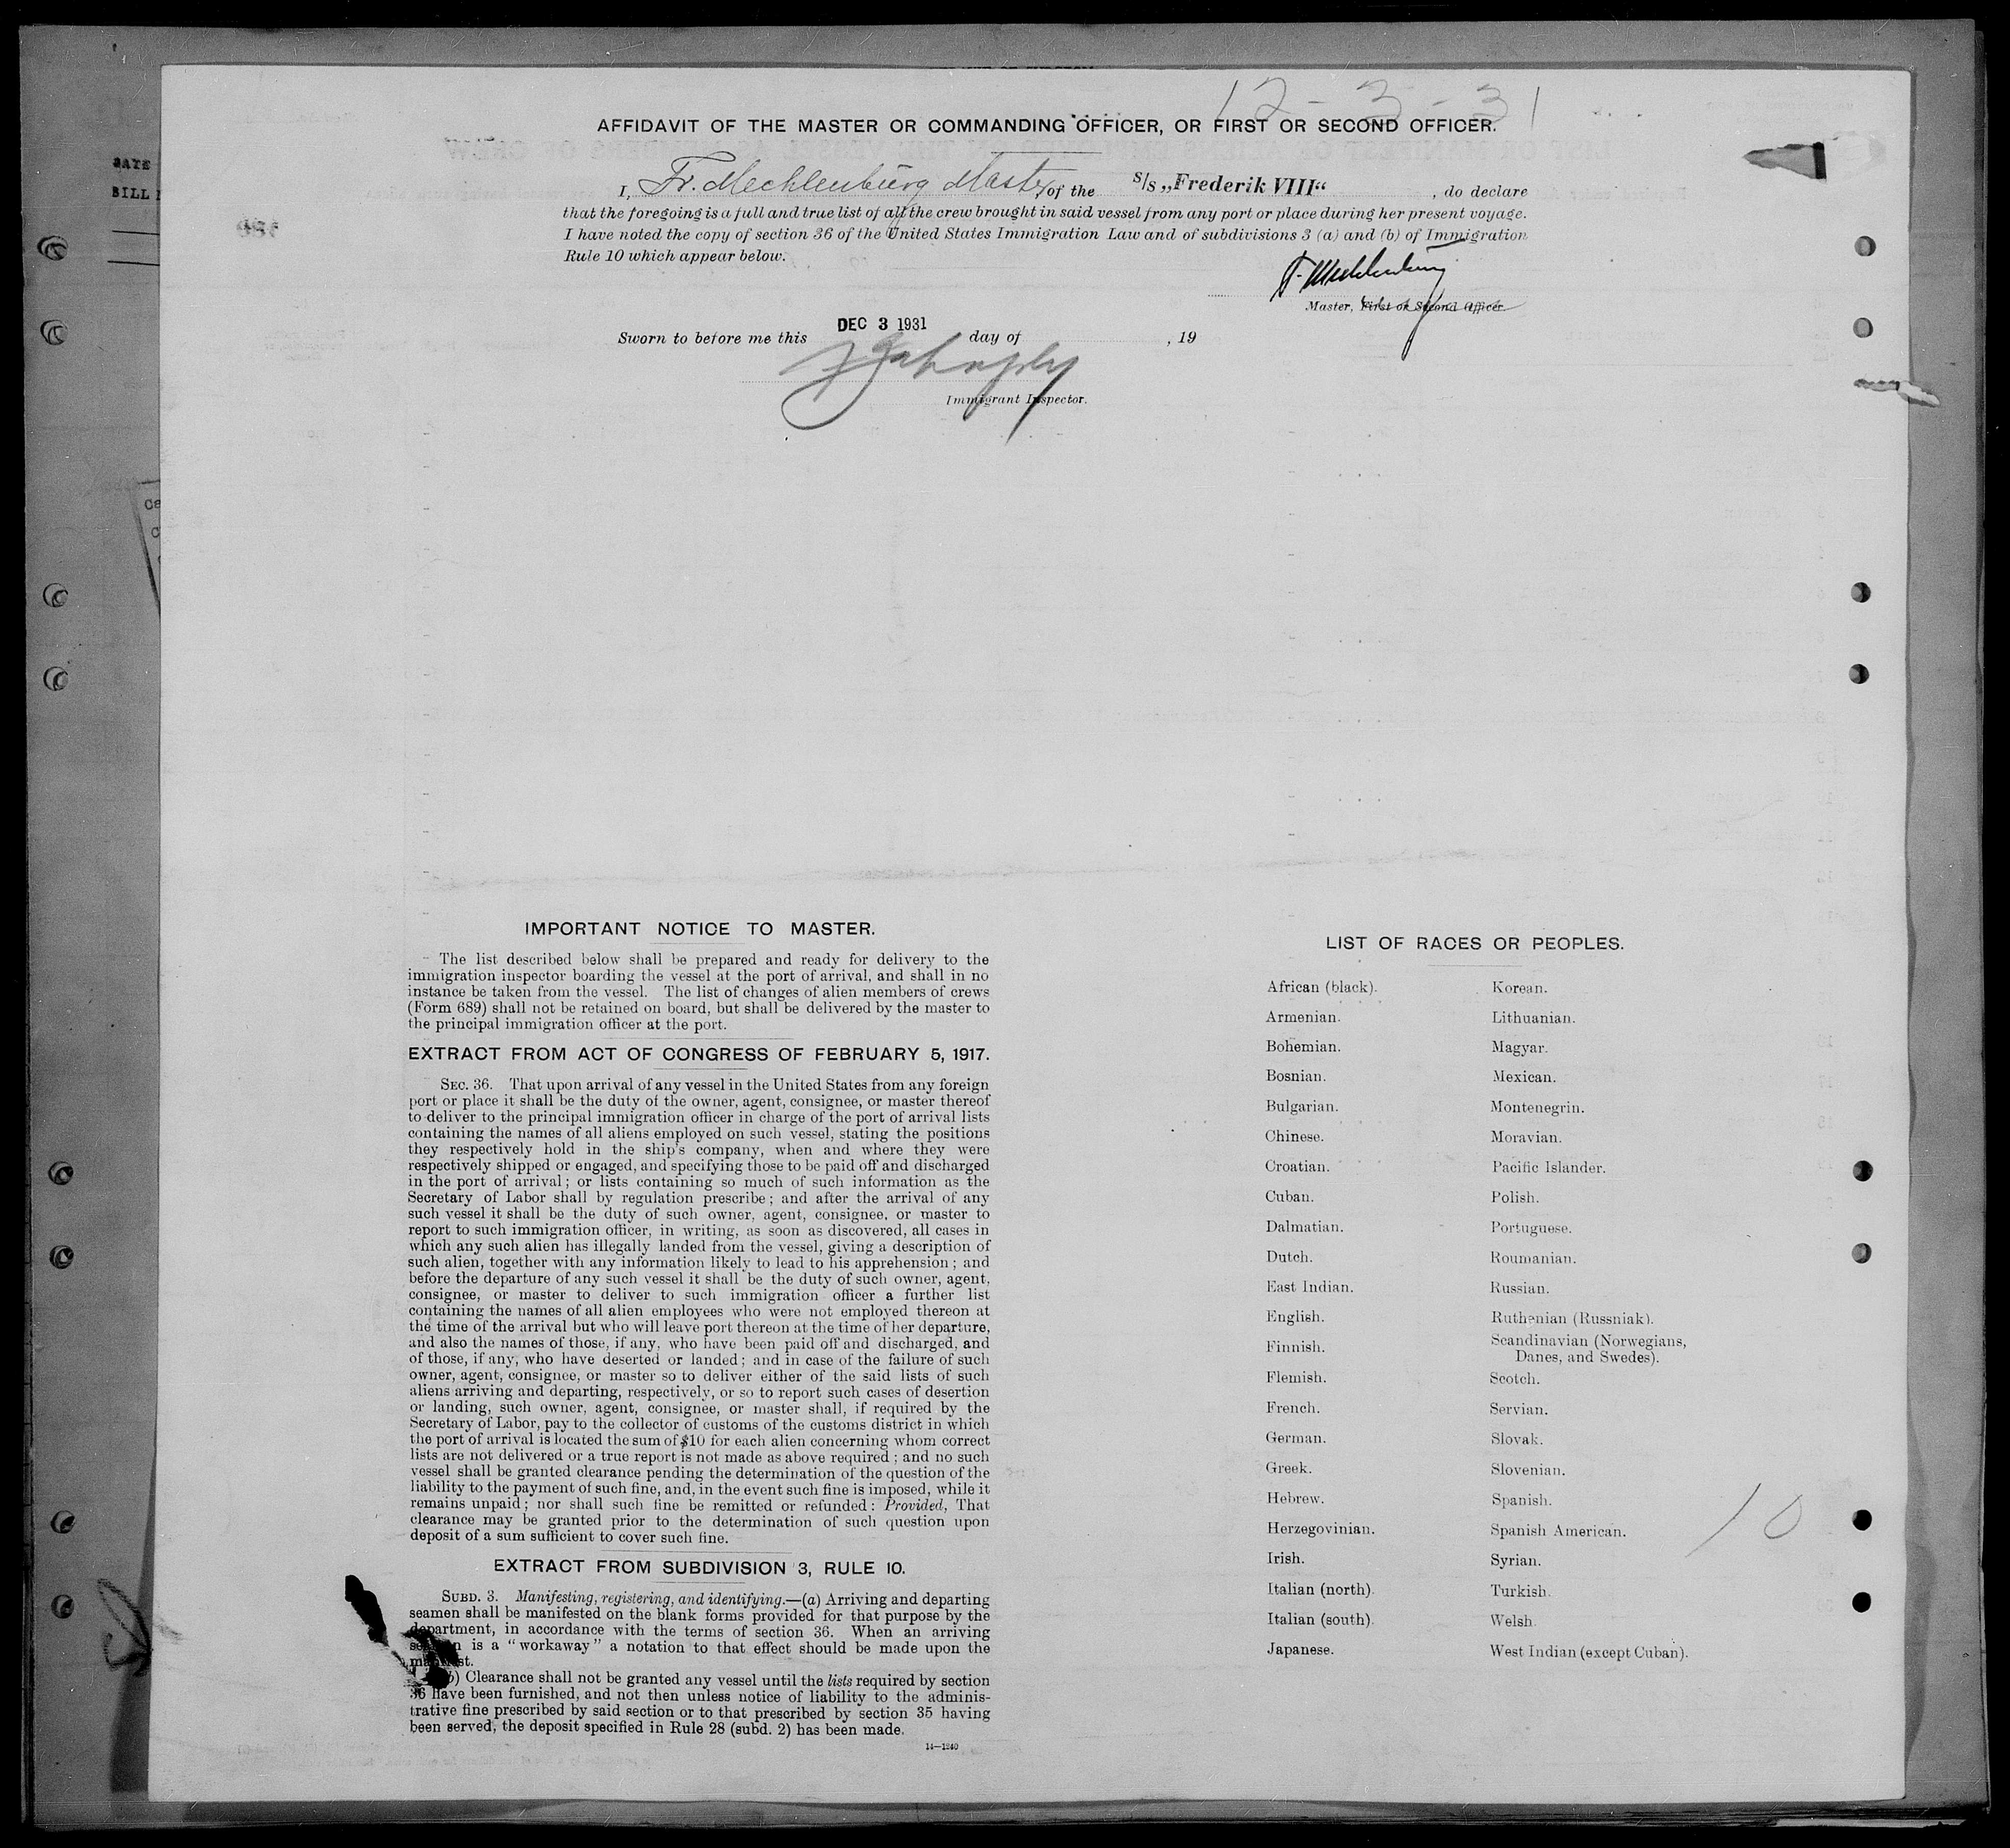 12-3-31
AFFIDAVIT OF THE MASTER OR COMMANDING OFFICER, OR FIRST OR SECOND OFFICER.
I, Fr. Mecklenburg Master, of the S/S „Frederik VIII“, do declare
that the foregoing is a full and true list of all the crew brought in said vessel from any port or place during her present voyage.
I have noted the copy of section 36 of the United States Immigration Law and of subdivisions 3 (a) and (b) of Immigration
Rule 10 which appear below.
F. Mecklenburg
Master, First or Second Officer.
Sworn to before me this DEC 3 1931 day of , 19
Immigrant Inspector.
DATE
BILL
IMPORTANT NOTICE TO MASTER.
The list described below shall be prepared and ready for delivery to the
immigration inspector boarding the vessel at the port of arrival, and shall in no
instance be taken from the vessel. The list of changes of alien members of crews
(Form 689) shall not be retained on board, but shall be delivered by the master to
the principal immigration officer at the port.
EXTRACT FROM ACT OF CONGRESS OF FEBRUARY 5, 1917.
SEC. 36. That upon arrival of any vessel in the United States from any foreign
port or place it shall be the duty of the owner, agent, consignee, or master thereof
to deliver to the principal immigration officer in charge of the port of arrival lists
containing the names of all aliens employed on such vessel, stating the positions
they respectively hold in the ship's company, when and where they were
respectively shipped or engaged, and specifying those to be paid off and discharged
in the port of arrival; or lists containing so much of such information as the
Secretary of Labor shall by regulation prescribe; and after the arrival of any
such vessel it shall be the duty of such owner, agent, consignee, or master to
report to such immigration officer, in writing, as soon as discovered, all cases in
which any such alien has illegally landed from the vessel, giving a description of
such alien, together with any information likely to lead to his apprehension; and
before the departure of any such vessel it shall be the duty of such owner, agent,
consignee, or master to deliver to such immigration officer a further list
containing the names of all alien employees who were not employed thereon at
the time of the arrival but who will leave port thereon at the time of her departure,
and also the names of those, if any, who have been paid off and discharged, and
of those, if any, who have deserted or landed; and in case of the failure of such
owner, agent, consignee, or master so to deliver either of the said lists of such
aliens arriving and departing, respectively, or so to report such cases of desertion
or landing, such owner, agent, consignee, or master shall, if required by the
Secretary of Labor, pay to the collector of customs of the customs district in which
the port of arrival is located the sum of $10 for each alien concerning whom correct
lists are not delivered or a true report is not made as above required; and no such
vessel shall be granted clearance pending the determination of the question of the
liability to the payment of such fine, and, in the event such fine is imposed, while it
remains unpaid; nor shall such fine be remitted or refunded: Provided, That
clearance may be granted prior to the determination of such question upon
deposit of a sum sufficient to cover such fine.
EXTRACT FROM SUBDIVISION 3, RULE 10.
SUBD. 3. Manifesting, registering, and identifying.—(a) Arriving and departing
seamen shall be manifested on the blank forms provided for that purpose by the
department, in accordance with the terms of section 36. When an arriving
seaman is a "workaway" a notation to that effect should be made upon the
manifest.
(b) Clearance shall not be granted any vessel until the lists required by section
36 have been furnished, and not then unless notice of liability to the adminis-
trative fine prescribed by said section or to that prescribed by section 35 having
been served, the deposit specified in Rule 28 (subd. 2) has been made.
14—1240
LIST OF RACES OR PEOPLES.
African (black).
Armenian.
Bohemian.
Bosnian.
Bulgarian.
Chinese.
Croatian.
Cuban.
Dalmatian.
Dutch.
East Indian.
English.
Finnish.
Flemish.
French.
German.
Greek.
Hebrew.
Herzegovinian.
Irish.
Italian (north).
Italian (south).
Japanese.
Korean.
Lithuanian.
Magyar.
Mexican.
Montenegrin.
Moravian.
Pacific Islander.
Polish.
Portuguese.
Roumanian.
Russian.
Ruthenian (Russniak).
Scandinavian (Norwegians,
Danes, and Swedes).
Scotch.
Servian.
Slovak.
Slovenian.
Spanish.
Spanish American.
Syrian.
Turkish.
Welsh.
West Indian (except Cuban).
10